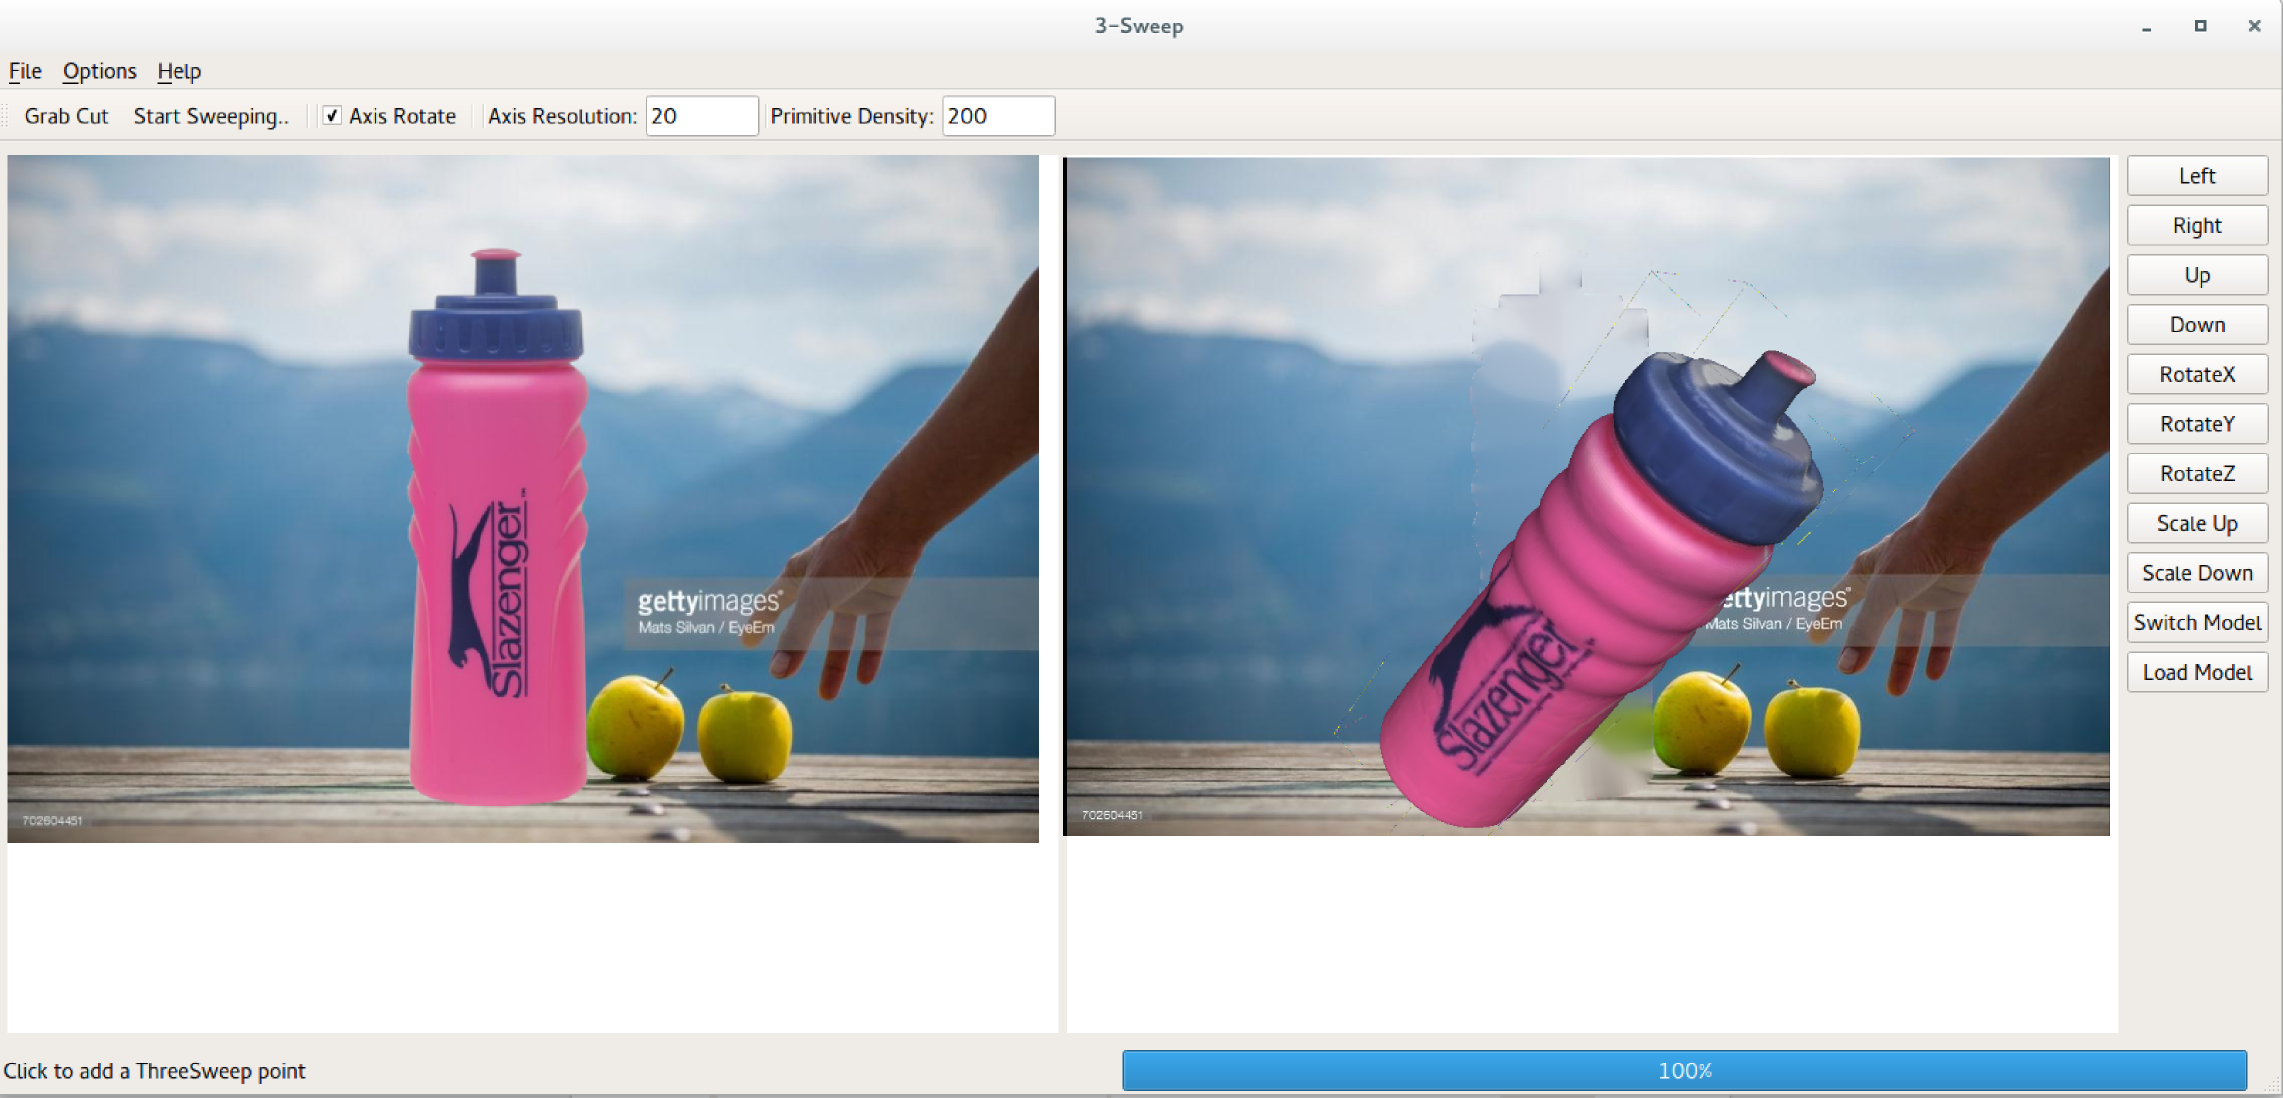 3-Sweep
File Options Help
Grab Cut Start Sweeping.. Axis Rotate Axis Resolution: 20 Primitive Density: 200
Slazenger
gettyimages®
Mats Silvan / EyeEm
702604451
Slazenger
ettyimages®
Mats Silvan / EyeEm
702604451
Left
Right
Up
Down
RotateX
RotateY
RotateZ
Scale Up
Scale Down
Switch Model
Load Model
Click to add a ThreeSweep point
100%